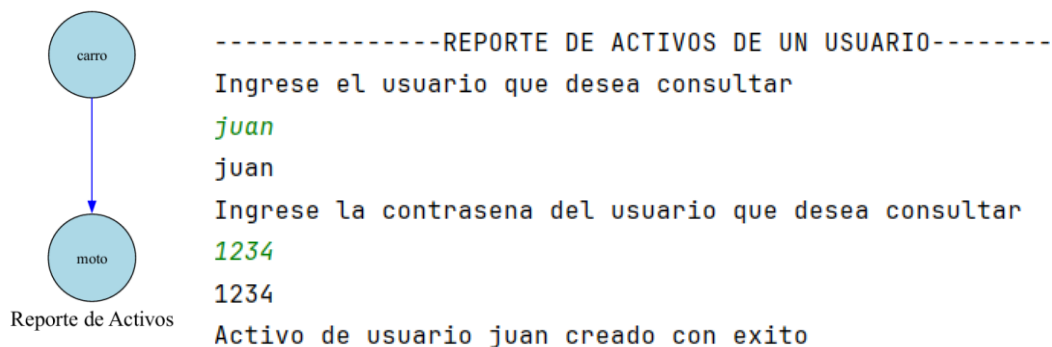 carro
moto
Reporte de Activos
---------------REPORTE DE ACTIVOS DE UN USUARIO--------
Ingrese el usuario que desea consultar
juan
juan
Ingrese la contrasena del usuario que desea consultar
1234
1234
Activo de usuario juan creado con exito